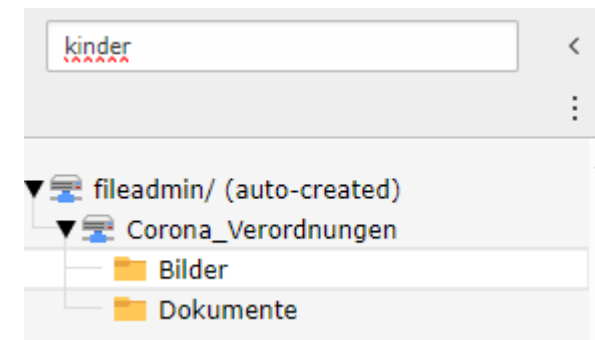 kinder
fileadmin/ (auto-created)
Corona_Verordnungen
Bilder
Dokumente